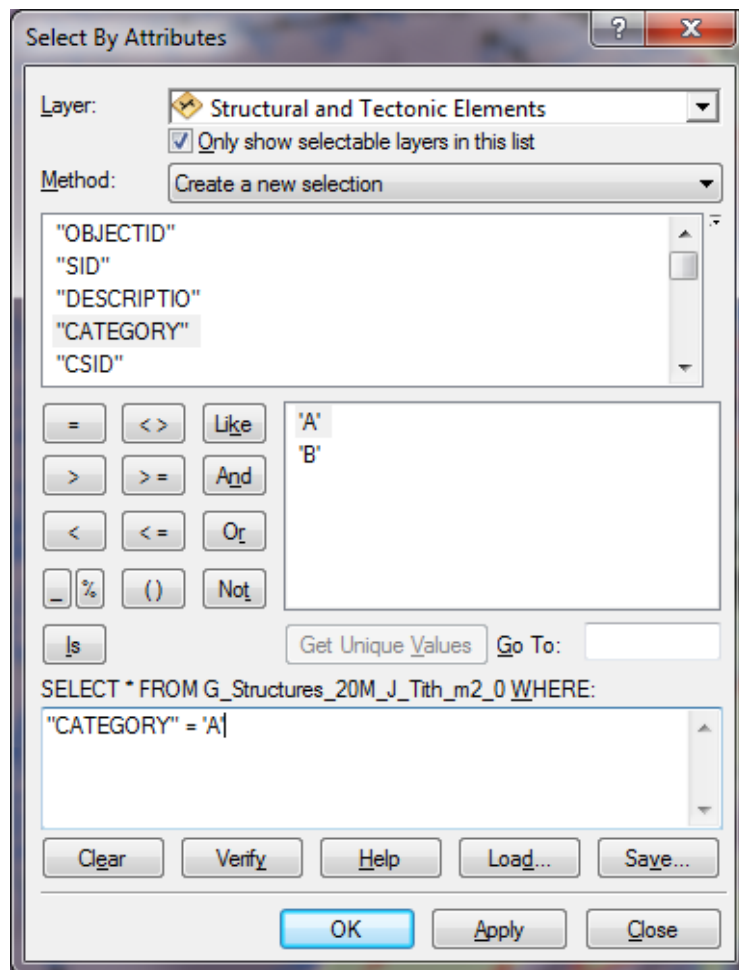 Select By Attributes
?
X
Layer:
Structural and Tectonic Elements
Only show selectable layers in this list
Method:
Create a new selection
"OBJECTID"
"SID"
"DESCRIPTIO"
"CATEGORY"
"CSID"
= <> Like
> >= And
< <= Or
_ % () Not
Is
'A'
'B'
Get Unique Values
Go To:
SELECT * FROM G_Structures_20M_J_Tith_m2_0 WHERE:
"CATEGORY" = 'A'
Clear Verify Help Load... Save...
OK Apply Close